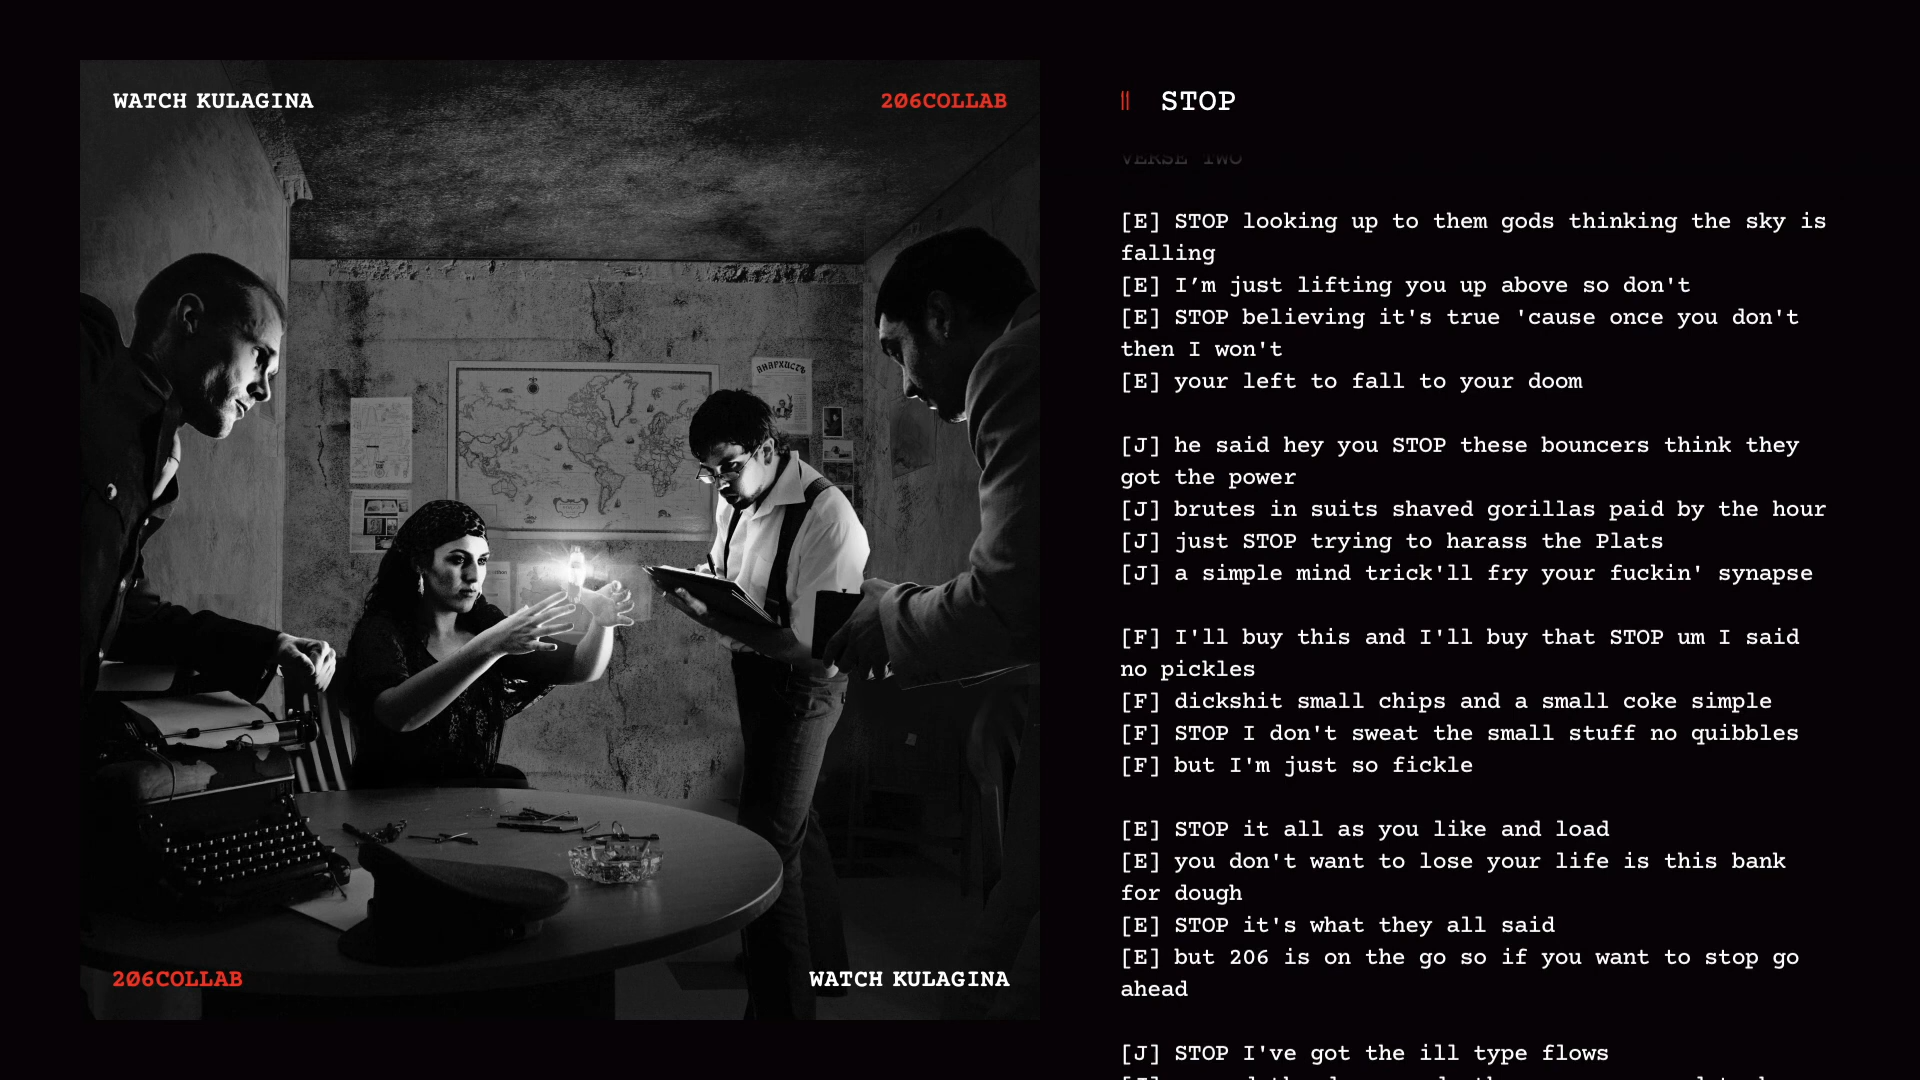 WATCH KULAGINA
2Ø6COLLAB
АНАРХИСТЬ
2Ø6COLLAB
WATCH KULAGINA
STOP
VERSE TWO
[E] STOP looking up to them gods thinking the sky is
falling
[E] I’m just lifting you up above so don't
[E] STOP believing it's true 'cause once you don't
then I won't
[E] your left to fall to your doom
[J] he said hey you STOP these bouncers think they
got the power
[J] brutes in suits shaved gorillas paid by the hour
[J] just STOP trying to harass the Plats
[J] a simple mind trick'll fry your fuckin' synapse
[F] I'll buy this and I'll buy that STOP um I said
no pickles
[F] dickshit small chips and a small coke simple
[F] STOP I don't sweat the small stuff no quibbles
[F] but I'm just so fickle
[E] STOP it all as you like and load
[E] you don't want to lose your life is this bank
for dough
[E] STOP it's what they all said
[E] but 206 is on the go so if you want to stop go
ahead
[J] STOP I've got the ill type flows